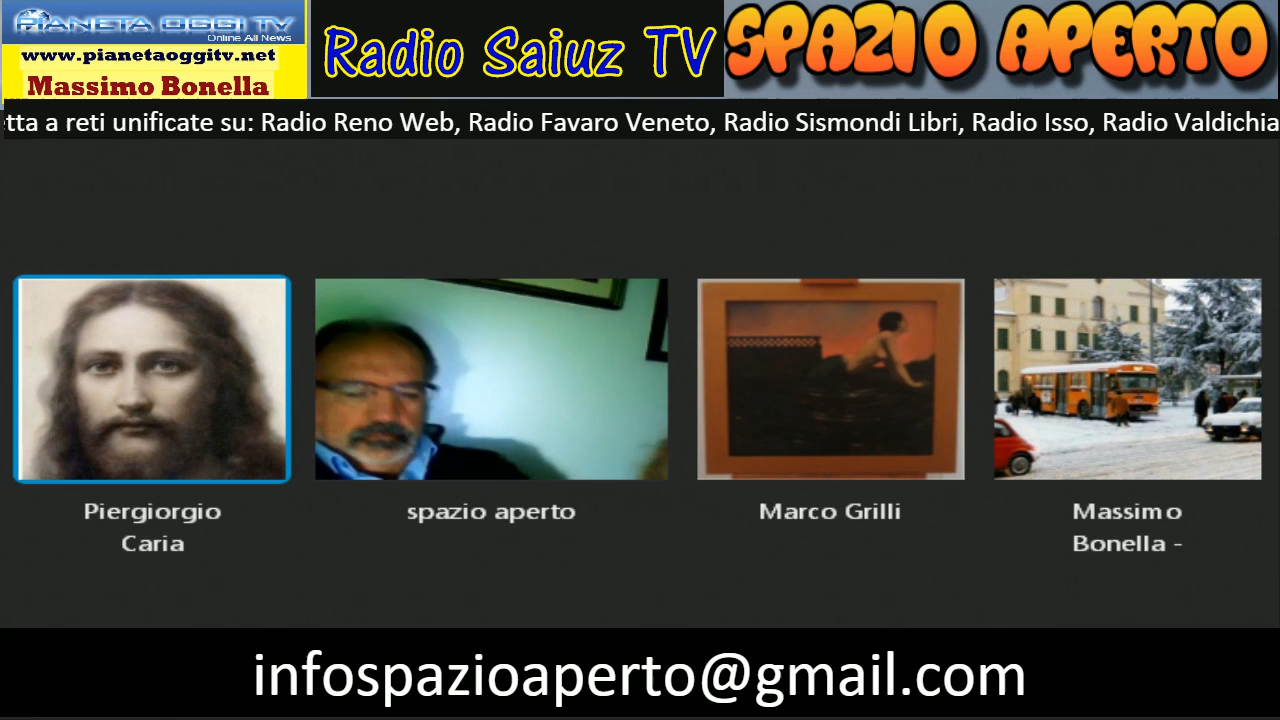 PIANETA OGGI TV
Online All News
www.pianetaoggitv.net
Massimo Bonella
Radio Saiuz TV
SPAZIO APERTO
tta a reti unificate su: Radio Reno Web, Radio Favaro Veneto, Radio Sismondi Libri, Radio Isso, Radio Valdichia
Piergiorgio
Caria
spazio aperto
Marco Grilli
Massimo
Bonella -
infospazioaperto@gmail.com